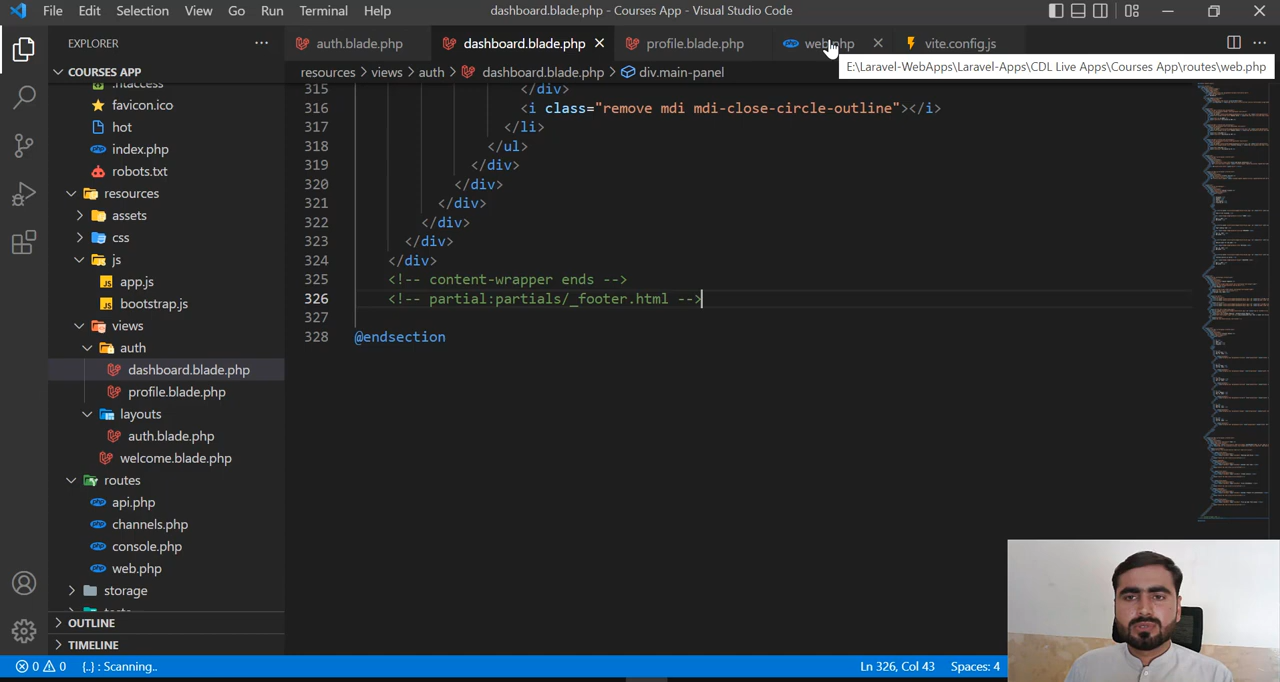 File Edit Selection View Go Run Terminal Help dashboard.blade.php - Courses App - Visual Studio Code
EXPLORER ... auth.blade.php dashboard.blade.php profile.blade.php web.php vite.config.js
E:\Laravel-WebApps\Laravel-Apps\CDL Live Apps\Courses App\routes\web.php
COURSES APP
resources > views > auth > dashboard.blade.php > div.main-panel
.htaccess
favicon.ico
hot
index.php
robots.txt
resources
assets
css
js
app.js
bootstrap.js
views
auth
dashboard.blade.php
profile.blade.php
layouts
auth.blade.php
welcome.blade.php
routes
api.php
channels.php
console.php
web.php
storage
OUTLINE
TIMELINE
315 </div>
316 <i class="remove mdi mdi-close-circle-outline"></i>
317 </li>
318 </ul>
319 </div>
320 </div>
321 </div>
322 </div>
323 </div>
324 </div>
325 <!-- content-wrapper ends -->
326 <!-- partial:partials/_footer.html -->
327
328 @endsection
0 0 {..} : Scanning.. Ln 326, Col 43 Spaces: 4